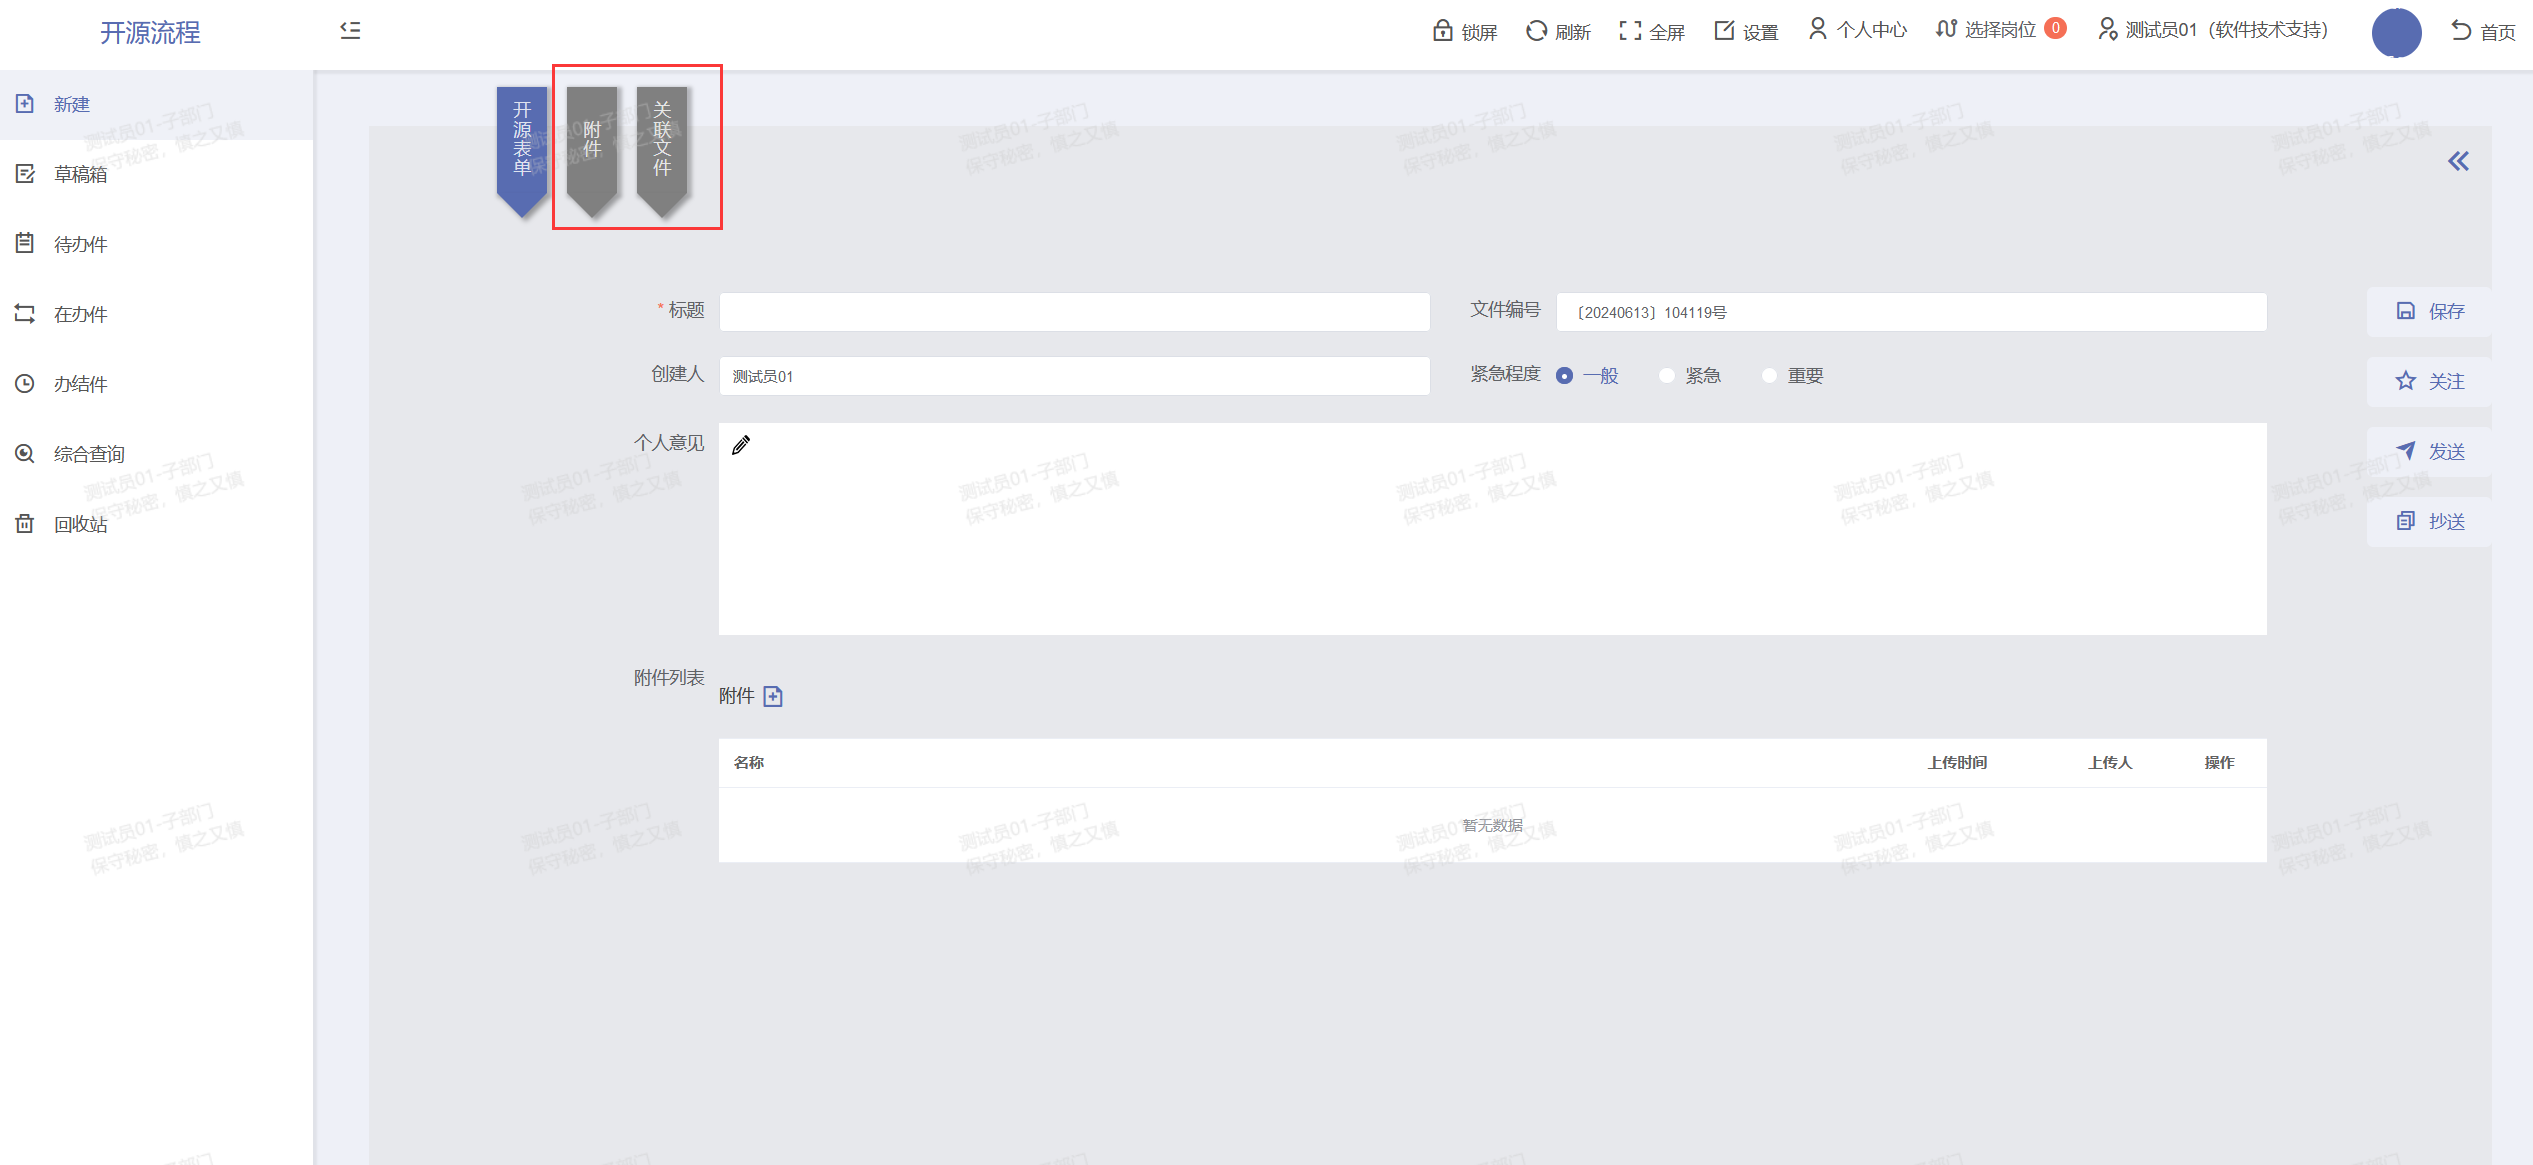 开源流程
锁屏
刷新
全屏
设置
个人中心
选择岗位
0
测试员01（软件技术支持）
首页
新建
草稿箱
待办件
在办件
办结件
综合查询
回收站
开源表单
附件
关联文件
* 标题
文件编号
〔20240613〕104119号
创建人
测试员01
紧急程度
一般
紧急
重要
个人意见
附件列表
附件
名称
上传时间
上传人
操作
暂无数据
保存
关注
发送
抄送
测试员01-子部门
保守秘密，慎之又慎